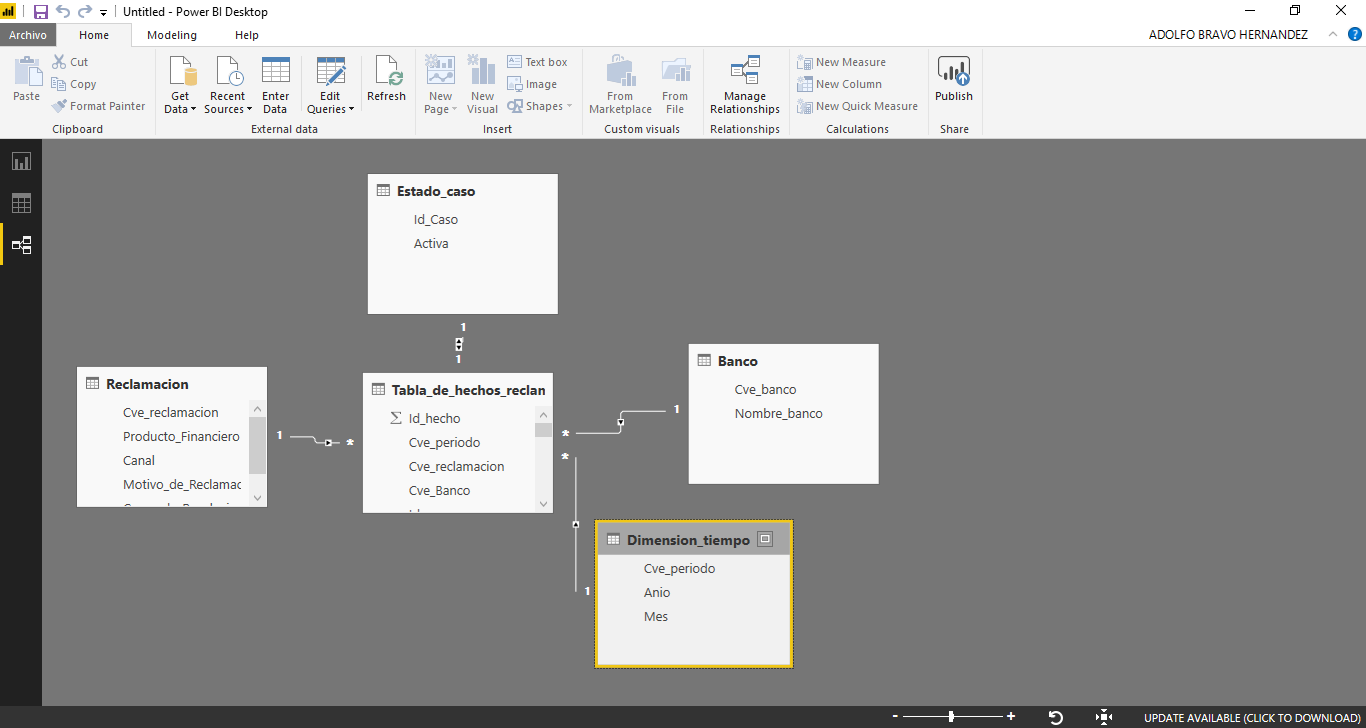 Untitled - Power BI Desktop
Archivo Home Modeling Help ADOLFO BRAVO HERNANDEZ ?
Paste
Cut
Copy
Format Painter
Clipboard
Get Data
Recent Sources
Enter Data
Edit Queries
Refresh
External data
New Page
New Visual
Text box
Image
Shapes
Insert
From Marketplace
From File
Custom visuals
Manage Relationships
Relationships
New Measure
New Column
New Quick Measure
Calculations
Publish
Share
Estado_caso
Id_Caso
Activa
1
1
Reclamacion
Cve_reclamacion
Producto_Financiero
Canal
Motivo_de_Reclamac
1 *
Tabla_de_hechos_reclan
Id_hecho
Cve_periodo
Cve_reclamacion
Cve_Banco
* 1
Banco
Cve_banco
Nombre_banco
*
1
Dimension_tiempo
Cve_periodo
Anio
Mes
- + UPDATE AVAILABLE (CLICK TO DOWNLOAD)